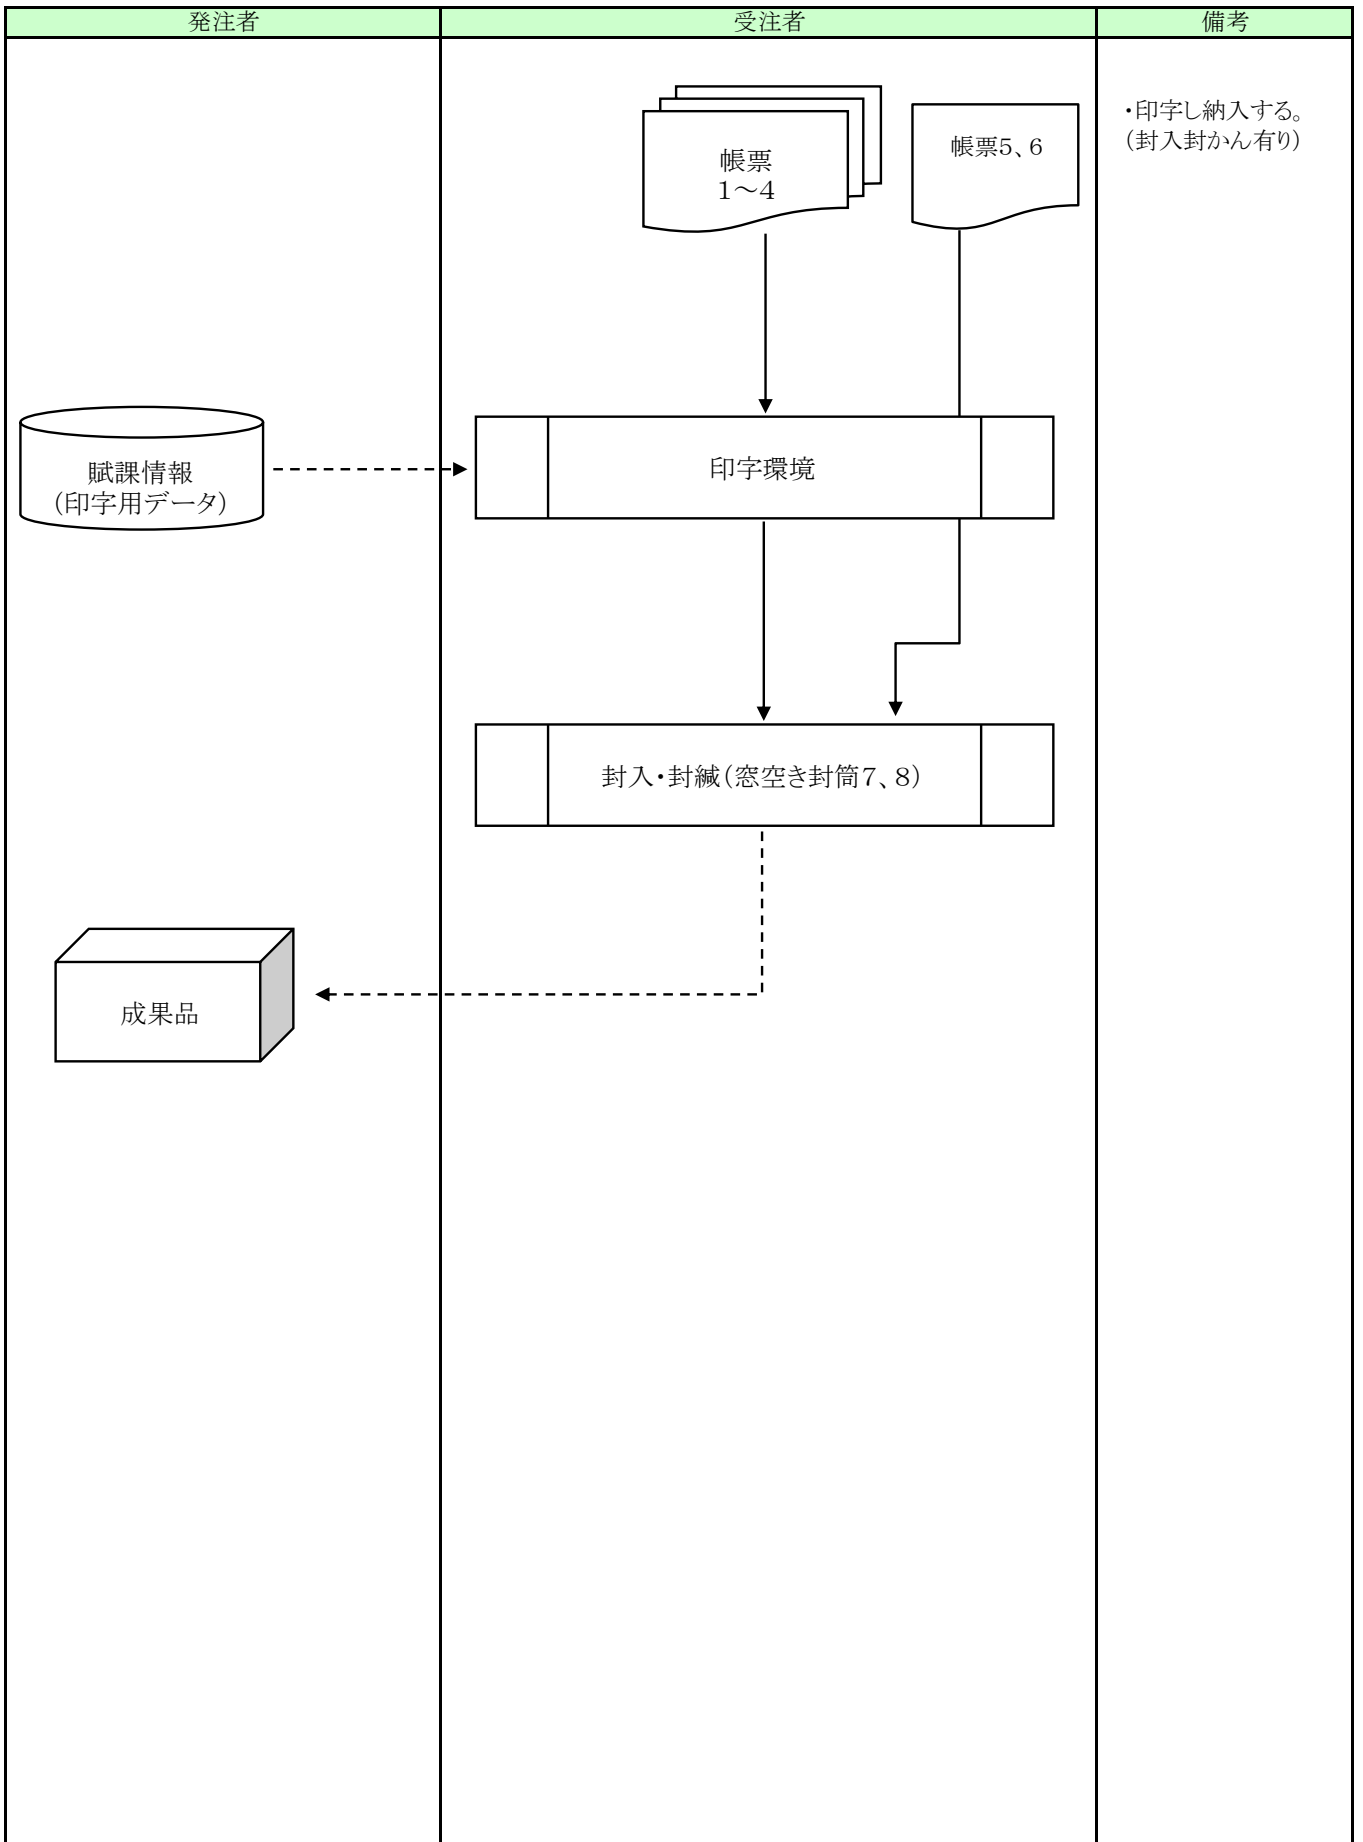 発注者
受注者
備考
帳票
１～４
帳票５、６
・印字し納入する。
（封入封かん有り）
賦課情報
（印字用データ）
印字環境
封入・封緘（窓空き封筒７、８）
成果品